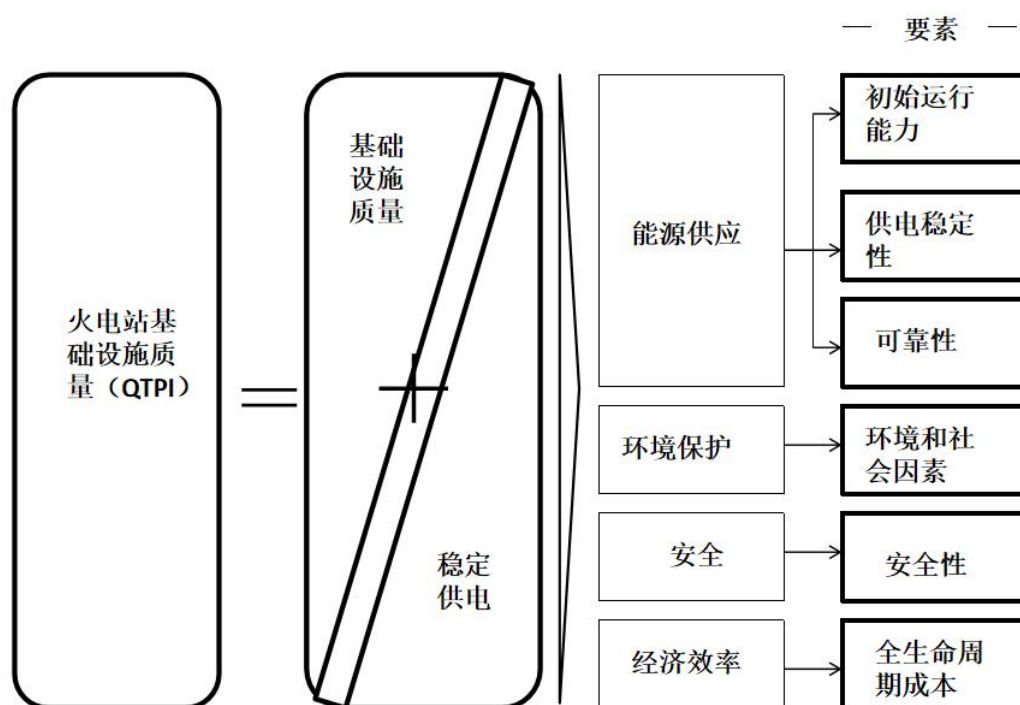 要素
火电站基
础设施质
量（QTPI）
基础
设施
质量
稳定
供电
能源供应
初始运行
能力
供电稳定
性
可靠性
环境保护
环境和社
会因素
安全
安全性
经济效率
全生命周
期成本